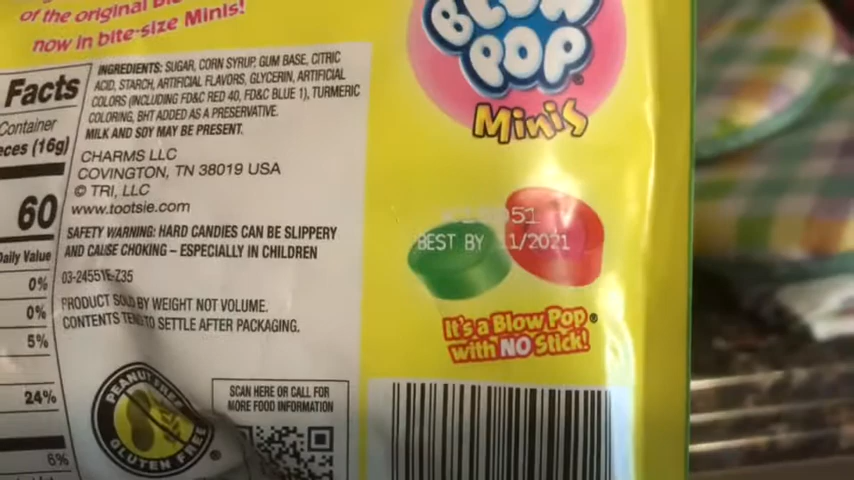 of the original
now in bite-size Minis!
Facts
Container
(16g)
60
Daily Value
0%
0%
5%
24%
6%
INGREDIENTS: SUGAR, CORN SYRUP, GUM BASE, CITRIC
ACID, STARCH, ARTIFICIAL FLAVORS, GLYCERIN, ARTIFICIAL
COLORS (INCLUDING FD&C RED 40, FD&C BLUE 1), TURMERIC
COLORING, BHT ADDED AS A PRESERVATIVE.
MILK AND SOY MAY BE PRESENT.
CHARMS LLC
COVINGTON, TN 38019 USA
© TRI, LLC
www.tootsie.com
SAFETY WARNING: HARD CANDIES CAN BE SLIPPERY
AND CAUSE CHOKING – ESPECIALLY IN CHILDREN
03-2455YE-Z35
PRODUCT SOLD BY WEIGHT NOT VOLUME.
CONTENTS TEND TO SETTLE AFTER PACKAGING.
PEANUT FREE
GLUTEN FREE®
SCAN HERE OR CALL FOR
MORE FOOD INFORMATION
BLOW
POP
Minis
51
BEST BY 11/2021
It's a Blow Pop®
with NO Stick!